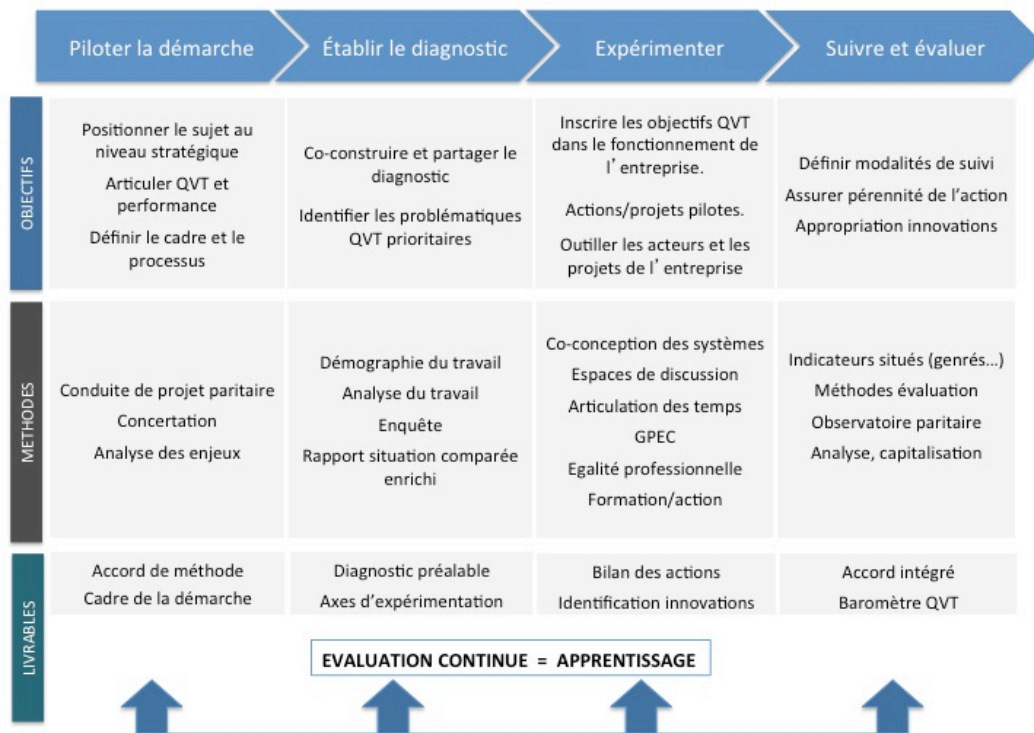 Piloter la démarche
Établir le diagnostic
Expérimenter
Suivre et évaluer
OBJECTIFS
Positionner le sujet au
niveau stratégique
Articuler QVT et
performance
Définir le cadre et le
processus
Co-construire et partager le
diagnostic
Identifier les problématiques
QVT prioritaires
Inscrire les objectifs QVT
dans le fonctionnement de
l’entreprise.
Actions/projets pilotes.
Outiller les acteurs et les
projets de l’entreprise
Définir modalités de suivi
Assurer pérennité de l’action
Appropriation innovations
METHODES
Conduite de projet paritaire
Concertation
Analyse des enjeux
Démographie du travail
Analyse du travail
Enquête
Rapport situation comparée
enrichi
Co-conception des systèmes
Espaces de discussion
Articulation des temps
GPEC
Egalité professionnelle
Formation/action
Indicateurs situés (genrés…)
Méthodes évaluation
Observatoire paritaire
Analyse, capitalisation
LIVRABLES
Accord de méthode
Cadre de la démarche
Diagnostic préalable
Axes d’expérimentation
Bilan des actions
Identification innovations
Accord intégré
Baromètre QVT
EVALUATION CONTINUE = APPRENTISSAGE